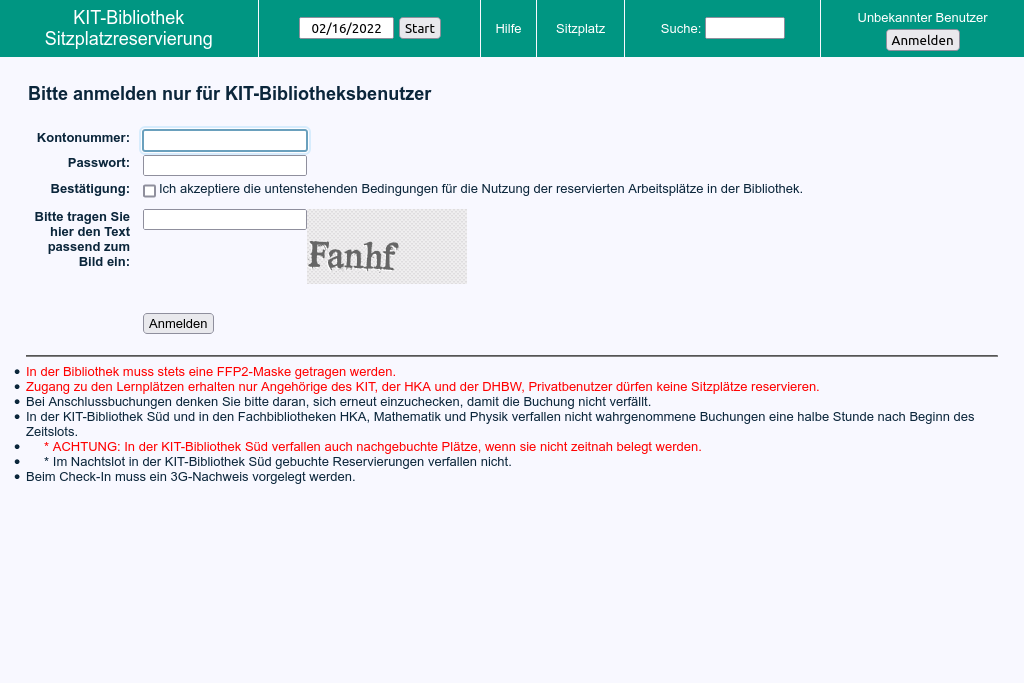 KIT-Bibliothek
Sitzplatzreservierung
02/16/2022 Start
Hilfe
Sitzplatz
Suche:
Unbekannter Benutzer
Anmelden
Bitte anmelden nur für KIT-Bibliotheksbenutzer
Kontonummer:
Passwort:
Bestätigung: Ich akzeptiere die untenstehenden Bedingungen für die Nutzung der reservierten Arbeitsplätze in der Bibliothek.
Bitte tragen Sie
hier den Text
passend zum
Bild ein:
Fanhf
Anmelden
• In der Bibliothek muss stets eine FFP2-Maske getragen werden.
• Zugang zu den Lernplätzen erhalten nur Angehörige des KIT, der HKA und der DHBW, Privatbenutzer dürfen keine Sitzplätze reservieren.
• Bei Anschlussbuchungen denken Sie bitte daran, sich erneut einzuchecken, damit die Buchung nicht verfällt.
• In der KIT-Bibliothek Süd und in den Fachbibliotheken HKA, Mathematik und Physik verfallen nicht wahrgenommene Buchungen eine halbe Stunde nach Beginn des
Zeitslots.
• * ACHTUNG: In der KIT-Bibliothek Süd verfallen auch nachgebuchte Plätze, wenn sie nicht zeitnah belegt werden.
• * Im Nachtslot in der KIT-Bibliothek Süd gebuchte Reservierungen verfallen nicht.
• Beim Check-In muss ein 3G-Nachweis vorgelegt werden.